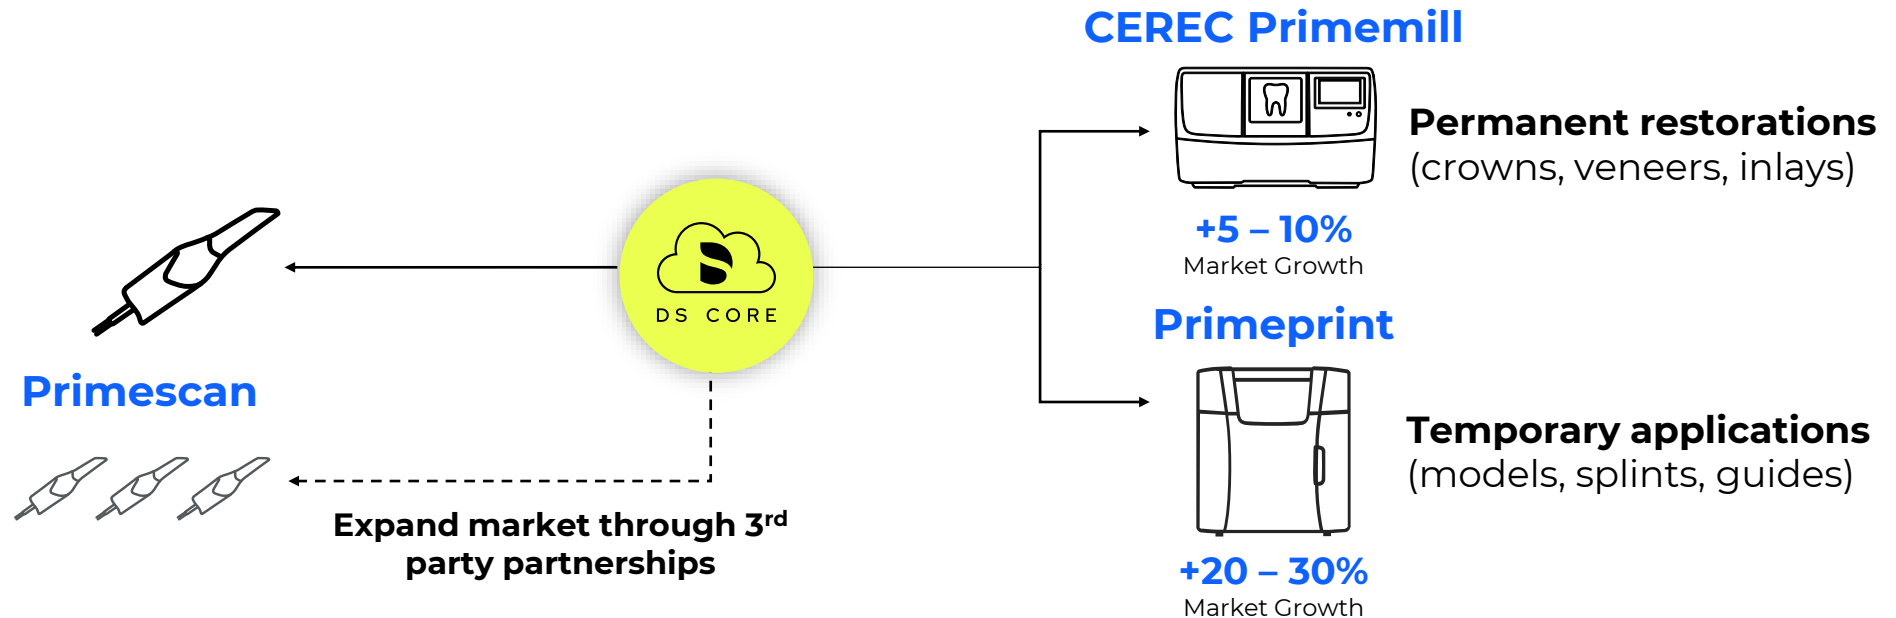 CEREC Primemill
Permanent restorations
(crowns, veneers, inlays)
+5 – 10%
Market Growth
DS CORE
Primescan
Primeprint
Temporary applications
(models, splints, guides)
Expand market through 3rd
party partnerships
+20 – 30%
Market Growth